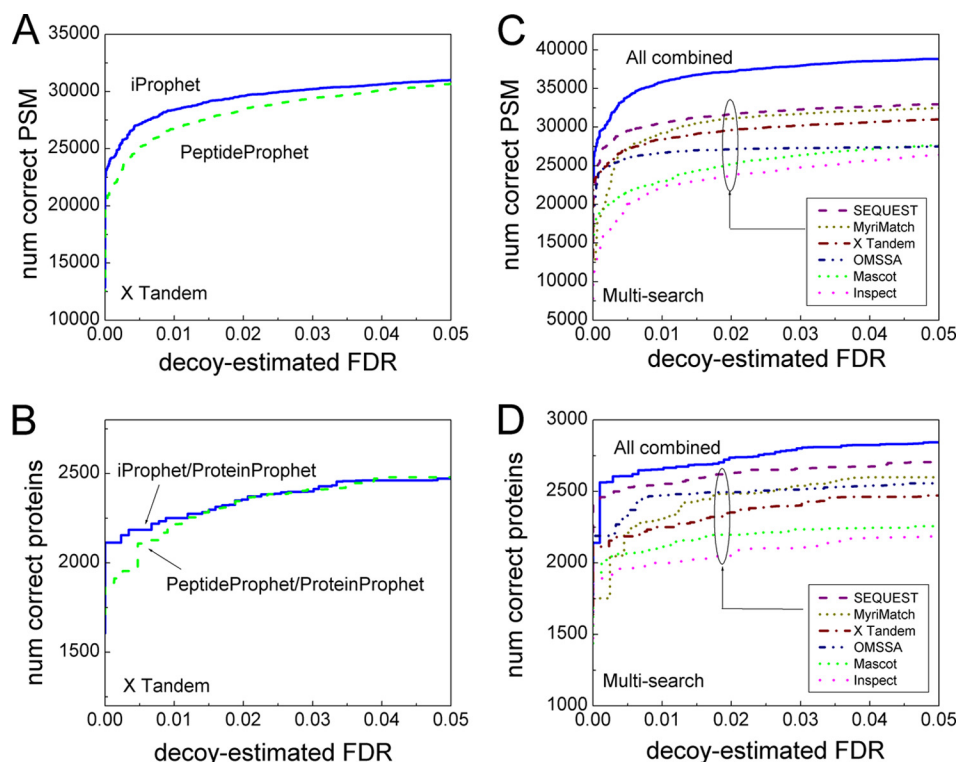 A
35000
30000
25000
20000
15000
10000
num correct PSM
iProphet
PeptideProphet
X Tandem
0.00 0.01 0.02 0.03 0.04 0.05
decoy-estimated FDR
C
45000
40000
35000
30000
25000
20000
15000
10000
5000
num correct PSM
All combined
SEQUEST
MyriMatch
X Tandem
OMSSA
Mascot
Inspect
Multi-search
0.00 0.01 0.02 0.03 0.04 0.05
decoy-estimated FDR
B
2500
2000
1500
num correct proteins
iProphet/ProteinProphet
PeptideProphet/ProteinProphet
X Tandem
0.00 0.01 0.02 0.03 0.04 0.05
decoy-estimated FDR
D
3000
2500
2000
1500
1000
num correct proteins
All combined
SEQUEST
MyriMatch
X Tandem
OMSSA
Mascot
Inspect
Multi-search
0.00 0.01 0.02 0.03 0.04 0.05
decoy-estimated FDR